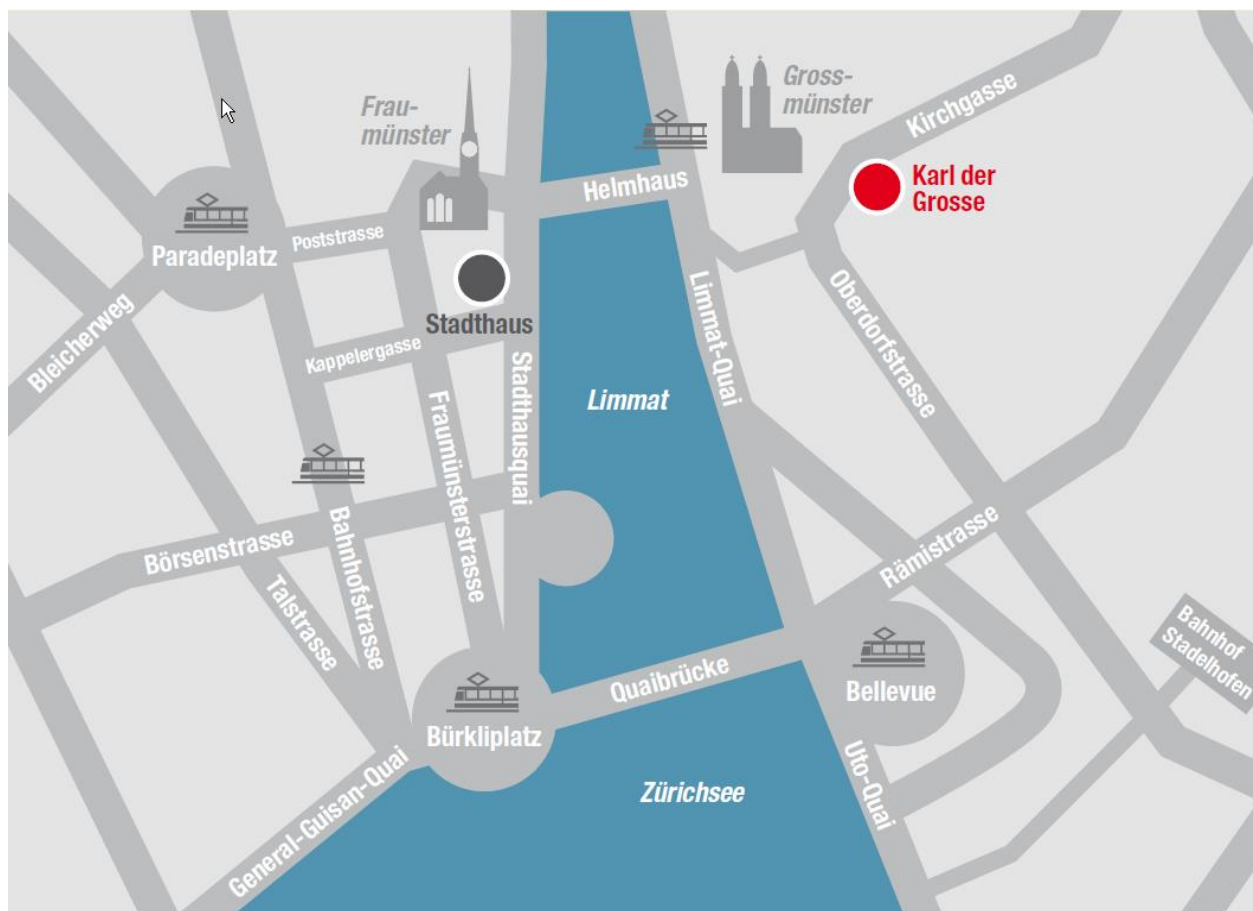 Frau-
münster
Gross-
münster
Kirchgasse
Helmhaus
Karl der
Grosse
Paradeplatz
Poststrasse
Stadthaus
Kappelergasse
Bleicherweg
Limmat-Quai
Oberdorfstrasse
Stadthausquai
Limmat
Fraumünsterstrasse
Bahnhofstrasse
Börsenstrasse
Talstrasse
Rämistrasse
Bahnhof
Stadelhofen
Quaibrücke
Bellevue
Bürkliplatz
General-Guisan-Quai
Zürichsee
Uto-Quai